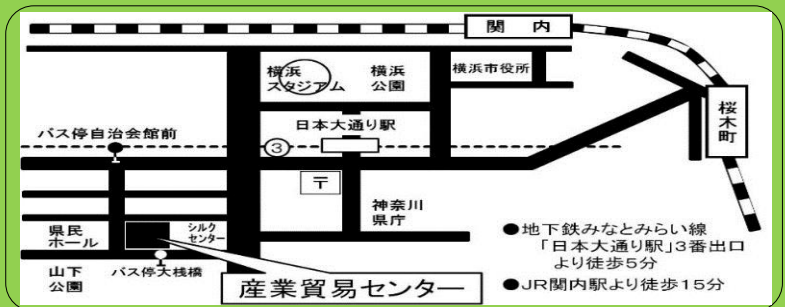 関 内
横浜
スタジアム
横浜
公園
横浜市役所
桜木町
日本大通り駅
バス停自治会館前
③
〒
神奈川
県庁
県民
ホール
シルク
センター
山下
公園
バス停大桟橋
産業貿易センター
●地下鉄みなとみらい線
「日本大通り駅」3番出口
より徒歩5分
●JR関内駅より徒歩15分